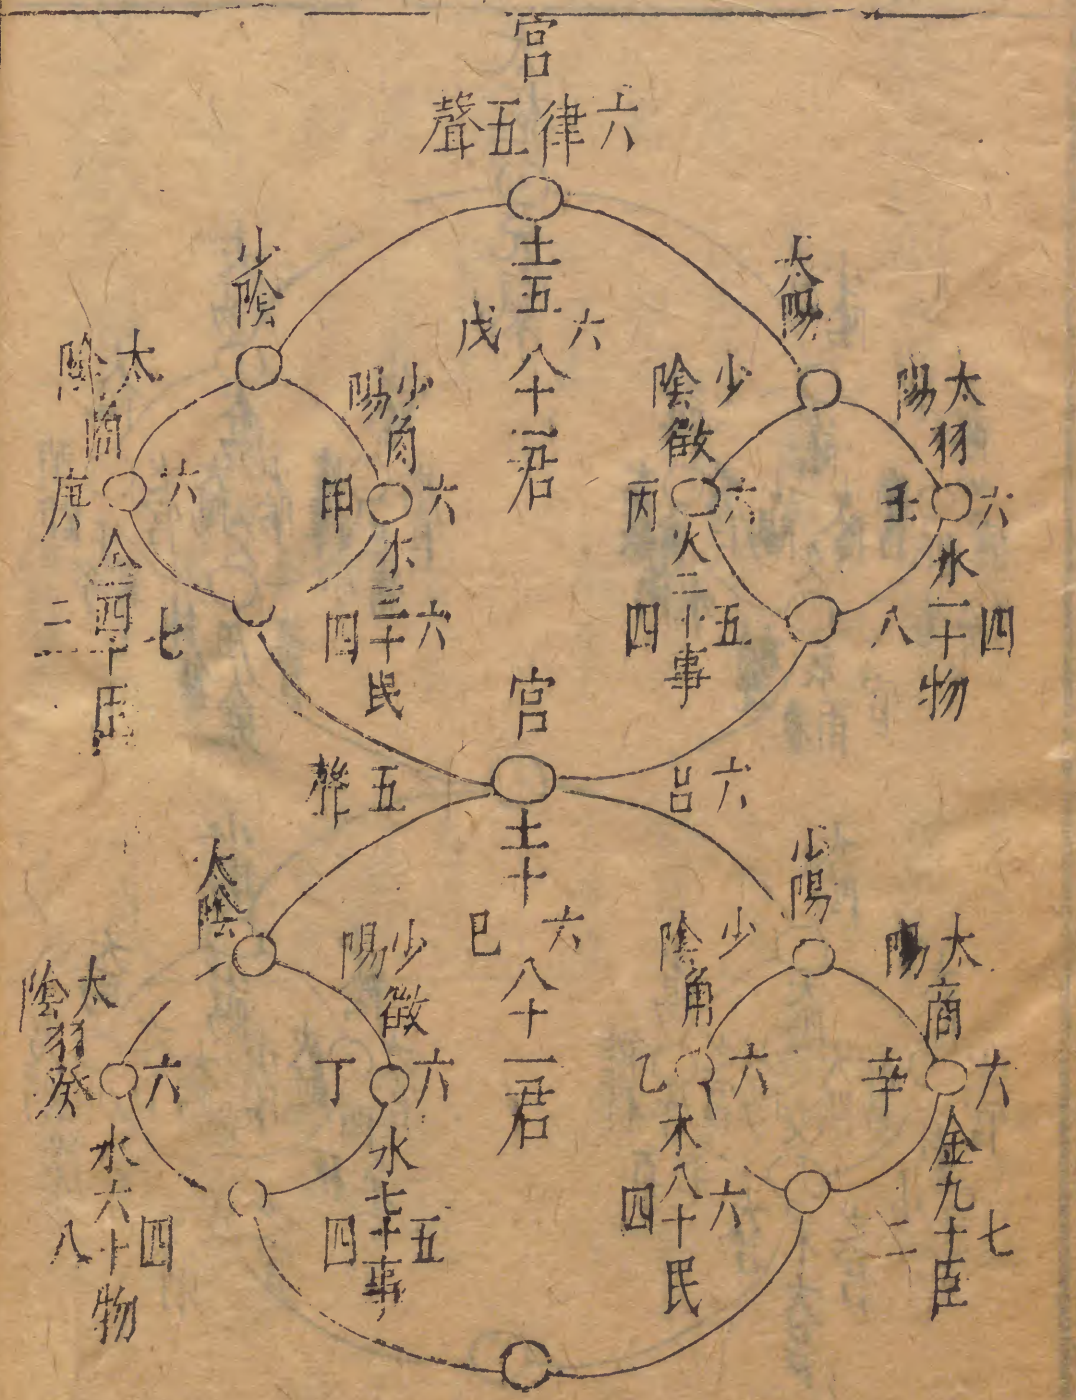 宮
六律五聲
土五
六戊
八十一君
太陽
太陽
羽
六壬
水一
四十八
物
少陰
徵
六丙
火二
五十四
事
少陰
少陽
角
六甲
木三
六十四
民
太陰
商
六庚
金四
七十二
臣
宮
六呂
五聲
土十
六己
八十一君
少陽
太陽
商
六辛
金九
七十二
臣
少陰
角
六乙
木八
六十四
民
太陰
少陽
徵
六丁
水七
五十四
事
太陰
羽
六癸
水六
四十八
物